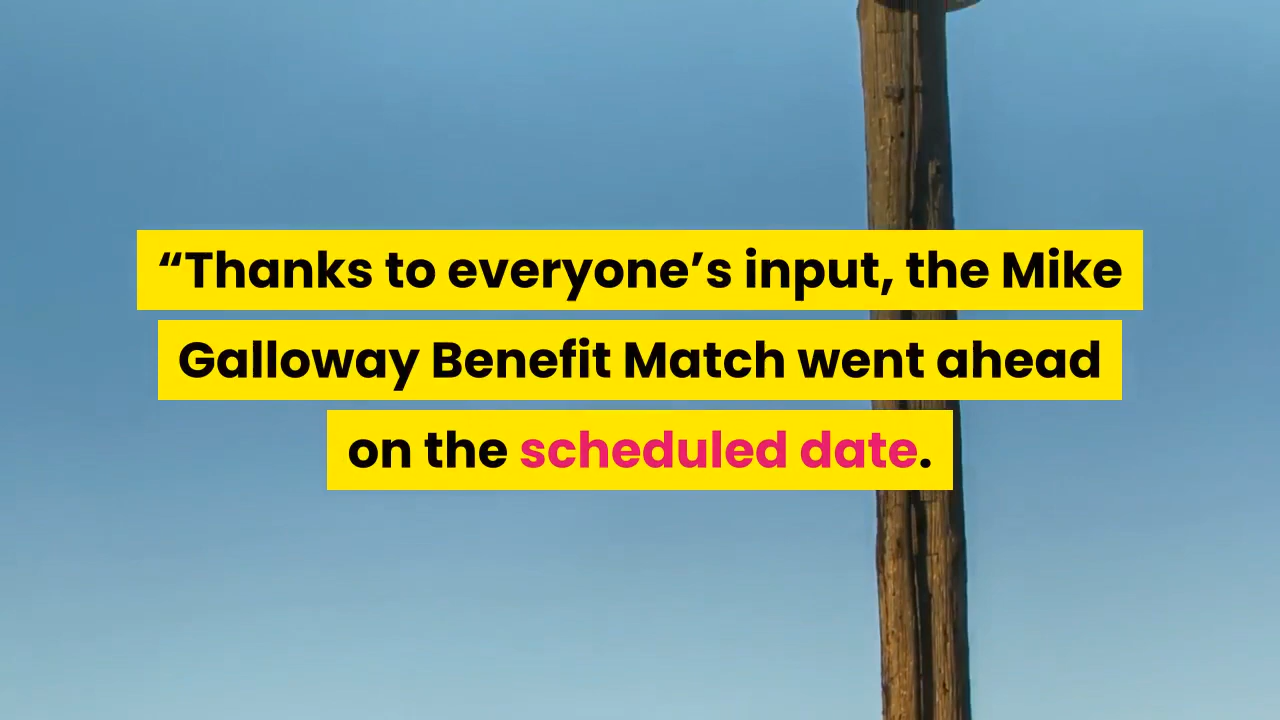 “Thanks to everyone’s input, the Mike
Galloway Benefit Match went ahead
on the scheduled date.